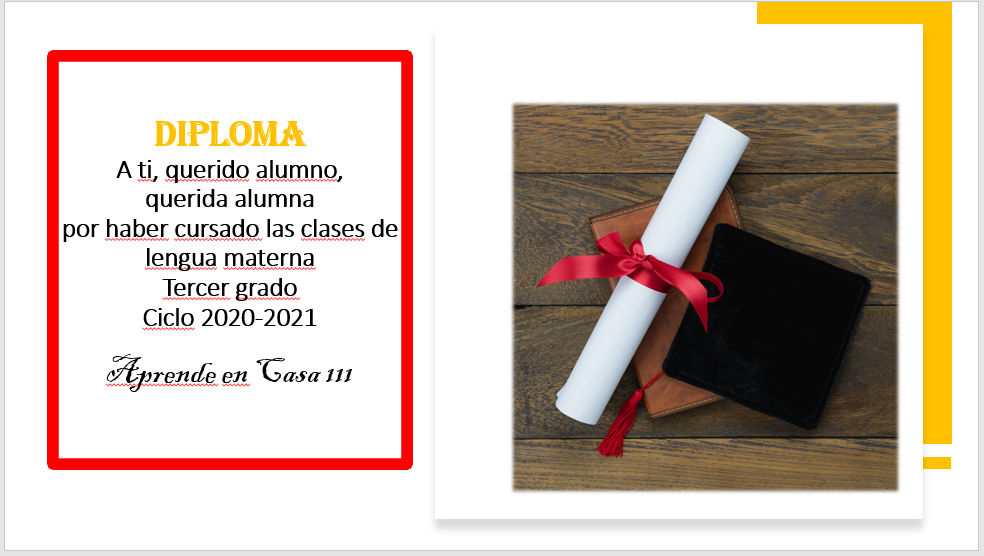 DIPLOMA
A ti, querido alumno,
querida alumna
por haber cursado las clases de
lengua materna
Tercer grado
Ciclo 2020-2021
Aprende en Casa III